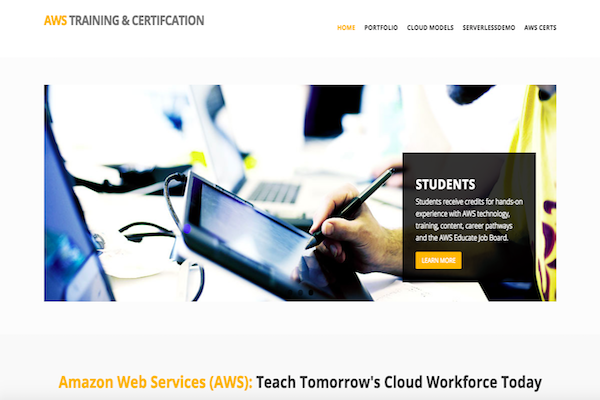 AWS TRAINING & CERTIFCATION
HOME PORTFOLIO CLOUD MODELS SERVERLESSDEMO AWS CERTS
STUDENTS
Students receive credits for hands-on
experience with AWS technology,
training, content, career pathways
and the AWS Educate Job Board.
LEARN MORE
Amazon Web Services (AWS): Teach Tomorrow's Cloud Workforce Today